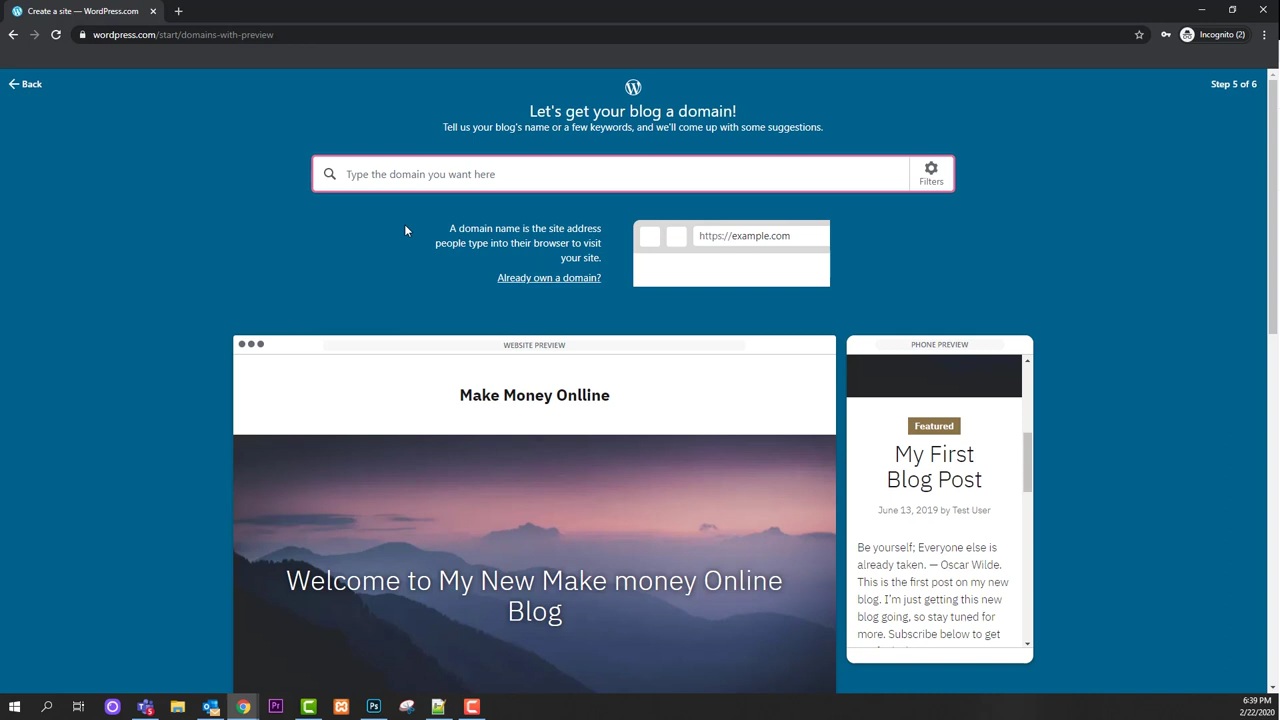 Create a site — WordPress.com
wordpress.com/start/domains-with-preview
Incognito (2)
Back
Step 5 of 6
Let's get your blog a domain!
Tell us your blog's name or a few keywords, and we'll come up with some suggestions.
Type the domain you want here
Filters
A domain name is the site address
people type into their browser to visit
your site.
Already own a domain?
https://example.com
WEBSITE PREVIEW
Make Money Onlline
Welcome to My New Make money Online
Blog
PHONE PREVIEW
Featured
My First
Blog Post
June 13, 2019 by Test User
Be yourself; Everyone else is
already taken. — Oscar Wilde.
This is the first post on my new
blog. I'm just getting this new
blog going, so stay tuned for
more. Subscribe below to get
6:39 PM
2/22/2020